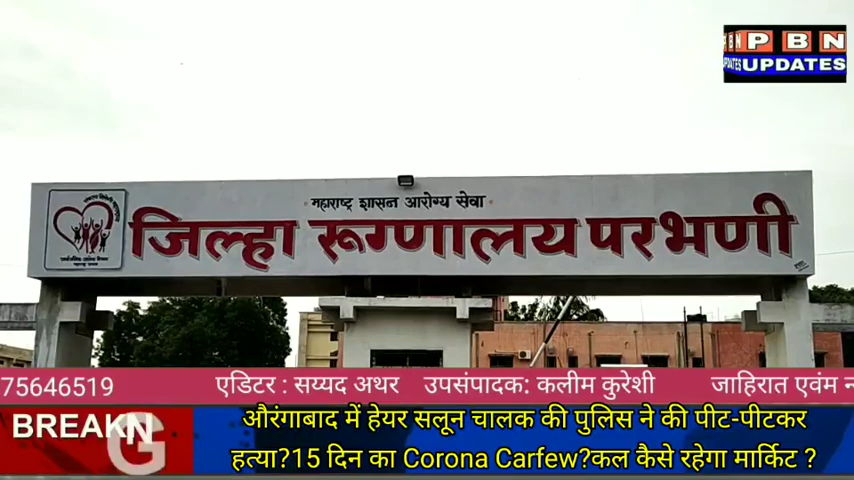 PBN
UPDATES
महाराष्ट्र शासन आरोग्य सेवा
जिल्हा रूग्णालय परभणी
75646519 एडिटर : सय्यद अथर उपसंपादक: कलीम कुरेशी जाहिरात एवंम
BREAKN
G
औरंगाबाद में हेयर सलून चालक की पुलिस ने की पीट-पीटकर
हत्या?15 दिन का Corona Carfew?कल कैसे रहेगा मार्किट ?